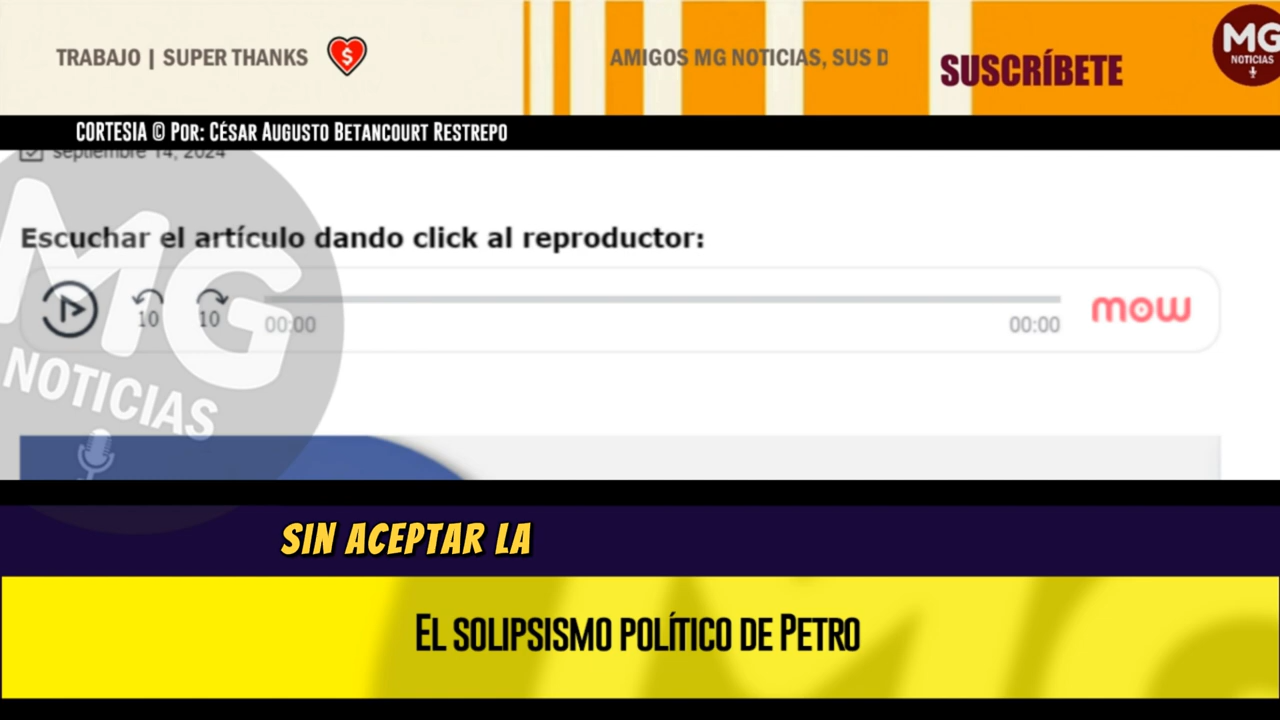 TRABAJO | SUPER THANKS
AMIGOS MG NOTICIAS, SUS D
SUSCRÍBETE
MG
NOTICIAS
CORTESIA © Por: César Augusto Betancourt Restrepo
septiembre 14, 2024
Escuchar el artículo dando click al reproductor:
10
10
00:00
00:00
mow
MG
NOTICIAS
SIN ACEPTAR LA
El solipsismo político de Petro